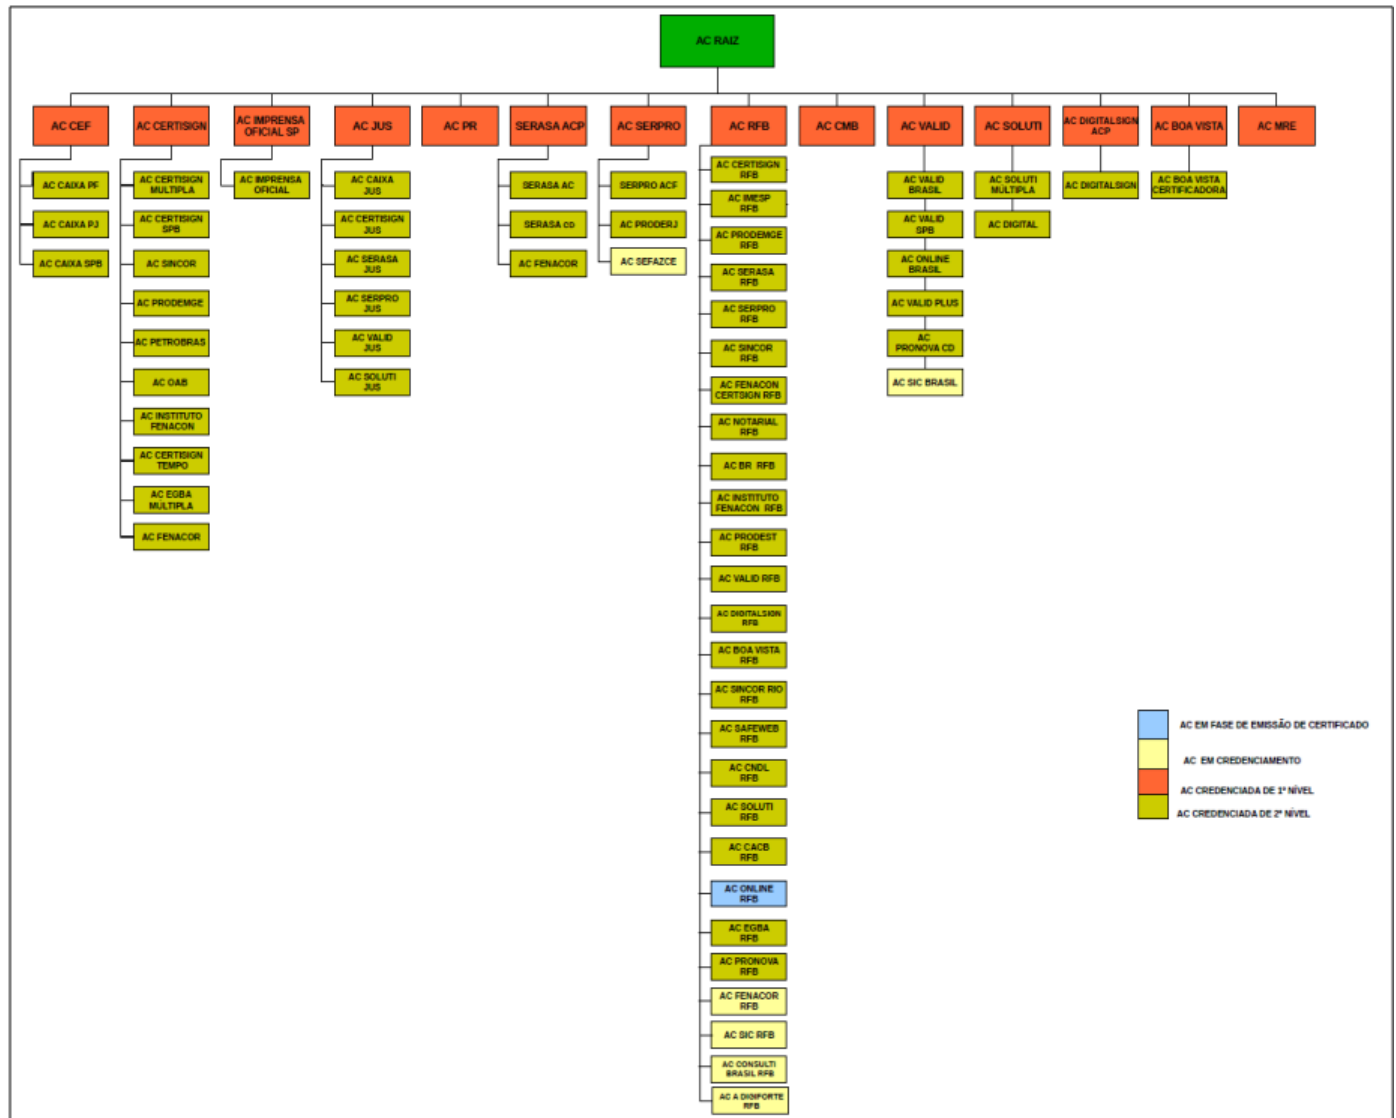 AC RAIZ
AC CEF
AC CERTISIGN
AC IMPRENSA
OFICIAL SP
AC JUS
AC PR
SERASA ACP
AC SERPRO
AC RFB
AC CMB
AC VALID
AC SOLUTI
AC DIGITALSIGN
ACP
AC BOA VISTA
AC MRE
AC CAIXA PF
AC CAIXA PJ
AC CAIXA SPB
AC CERTISIGN
MULTIPLA
AC CERTISIGN
SPB
AC SINCOR
AC PRODEMGE
AC PETROBRAS
AC OAB
AC INSTITUTO
FENACON
AC CERTISIGN
TEMPO
AC EGBA
MULTIPLA
AC FENACOR
AC IMPRENSA
OFICIAL
AC CAIXA
JUS
AC CERTISIGN
JUS
AC SERASA
JUS
AC SERPRO
JUS
AC VALID
JUS
AC SOLUTI
JUS
SERASA AC
SERASA CD
AC FENACOR
SERPRO ACF
AC PRODERJ
AC SEFAZCE
AC CERTISIGN
RFB
AC IMESP
RFB
AC PRODEMGE
RFB
AC SERASA
RFB
AC SERPRO
RFB
AC SINCOR
RFB
AC FENACON
CERTSIGN RFB
AC NOTARIAL
RFB
AC BR RFB
AC INSTITUTO
FENACON RFB
AC PRODEST
RFB
AC VALID RFB
AC DIGITALSIGN
RFB
AC BOA VISTA
RFB
AC SINCOR RIO
RFB
AC SAFEWEB
RFB
AC CNDL
RFB
AC SOLUTI
RFB
AC CACB
RFB
AC ONLINE
RFB
AC EGBA
RFB
AC PRONOVA
RFB
AC FENACOR
RFB
AC SIC RFB
AC CONSULTI
BRASIL RFB
AC A DIGIFORTE
RFB
AC VALID
BRASIL
AC VALID
SPB
AC ONLINE
BRASIL
AC VALID PLUS
AC
PRONOVA CD
AC SIC BRASIL
AC SOLUTI
MÚLTIPLA
AC DIGITAL
AC DIGITALSIGN
AC BOA VISTA
CERTIFICADORA
AC EM FASE DE EMISSÃO DE CERTIFICADO
AC EM CREDENCIAMENTO
AC CREDENCIADA DE 1º NÍVEL
AC CREDENCIADA DE 2º NÍVEL